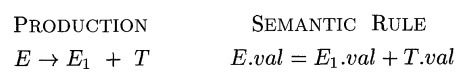 PRODUCTION SEMANTIC RULE
E → E₁ + T E.val = E₁.val + T.val